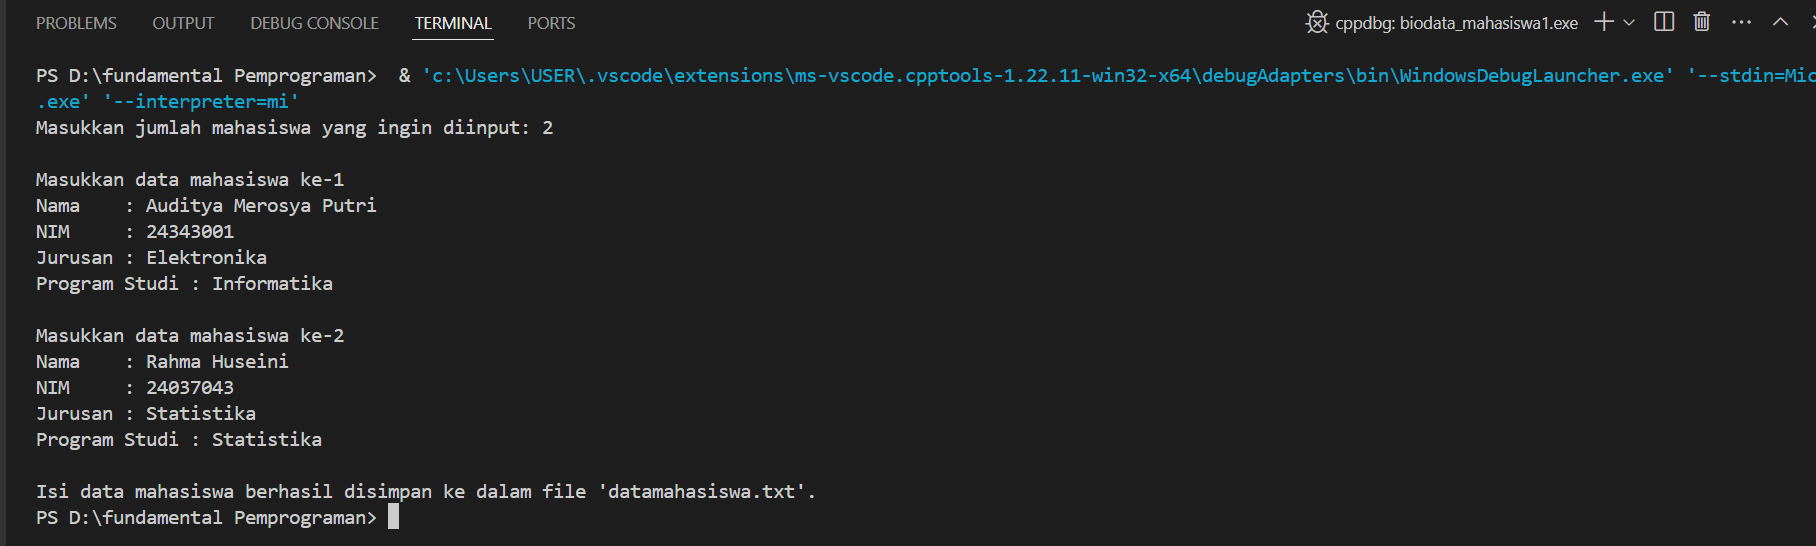 PROBLEMS OUTPUT DEBUG CONSOLE TERMINAL PORTS cppdbg: biodata_mahasiswa1.exe
PS D:\fundamental Pemprograman>  & 'c:\Users\USER\.vscode\extensions\ms-vscode.cpptools-1.22.11-win32-x64\debugAdapters\bin\WindowsDebugLauncher.exe' '--stdin=Mic
.exe' '--interpreter=mi'
Masukkan jumlah mahasiswa yang ingin diinput: 2
Masukkan data mahasiswa ke-1
Nama    : Auditya Merosya Putri
NIM     : 24343001
Jurusan : Elektronika
Program Studi : Informatika
Masukkan data mahasiswa ke-2
Nama    : Rahma Huseini
NIM     : 24037043
Jurusan : Statistika
Program Studi : Statistika
Isi data mahasiswa berhasil disimpan ke dalam file 'datamahasiswa.txt'.
PS D:\fundamental Pemprograman>